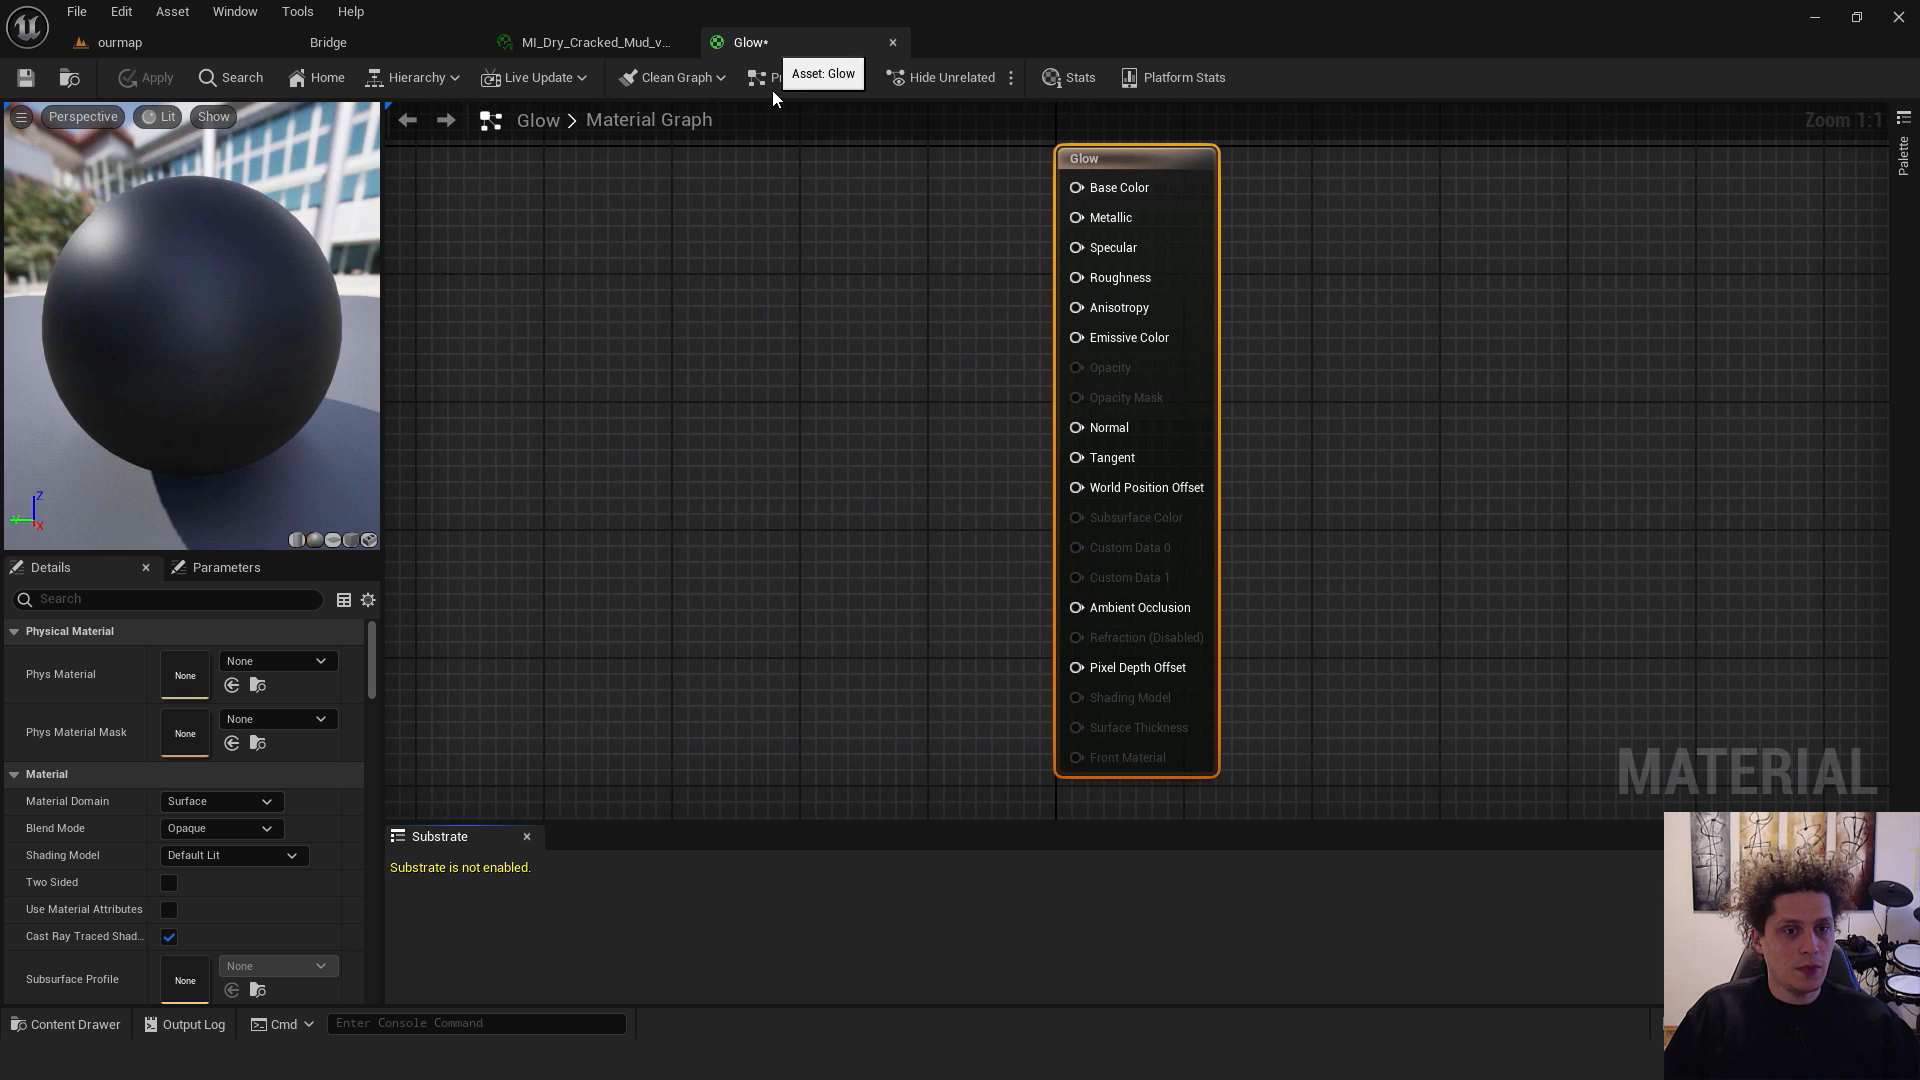 File Edit Asset Window Tools Help
ourmap Bridge MI_Dry_Cracked_Mud_v... Glow*
Apply Search Home Hierarchy Live Update Clean Graph Asset: Glow Hide Unrelated Stats Platform Stats
Perspective Lit Show
Glow > Material Graph
Zoom 1:1
Palette
Glow
Base Color
Metallic
Specular
Roughness
Anisotropy
Emissive Color
Opacity
Opacity Mask
Normal
Tangent
World Position Offset
Subsurface Color
Custom Data 0
Custom Data 1
Ambient Occlusion
Refraction (Disabled)
Pixel Depth Offset
Shading Model
Surface Thickness
Front Material
MATERIAL
Z
Y
X
Details Parameters
Search
Physical Material
Phys Material None None
Phys Material Mask None None
Material
Material Domain Surface
Blend Mode Opaque
Shading Model Default Lit
Two Sided
Use Material Attributes
Cast Ray Traced Shad...
Subsurface Profile None None
Substrate
Substrate is not enabled.
Content Drawer Output Log Cmd Enter Console Command